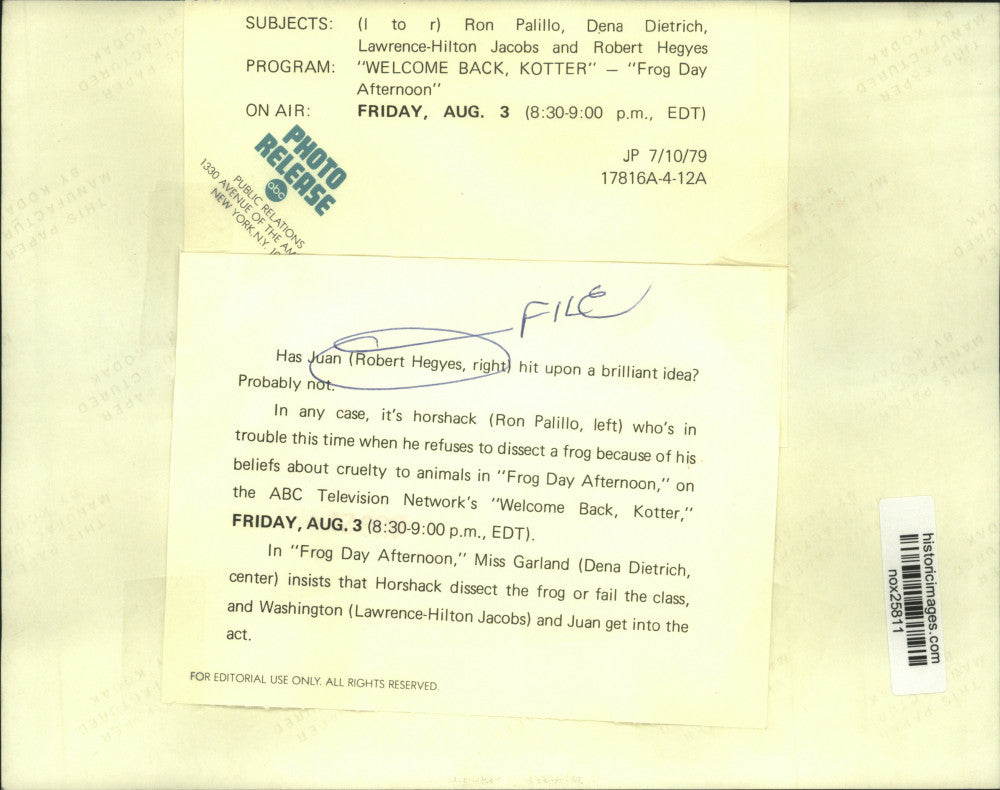 SUBJECTS: (l to r) Ron Palillo, Dena Dietrich,
Lawrence-Hilton Jacobs and Robert Hegyes
PROGRAM: "WELCOME BACK, KOTTER" — "Frog Day
Afternoon"
ON AIR: FRIDAY, AUG. 3 (8:30-9:00 p.m., EDT)
JP 7/10/79
17816A-4-12A
PHOTO
RELEASE
abc
PUBLIC RELATIONS
1330 AVENUE OF THE AM
NEW YORK, N.Y.
FILE
Has Juan (Robert Hegyes, right) hit upon a brilliant idea?
Probably not.
In any case, it's horshack (Ron Palillo, left) who's in
trouble this time when he refuses to dissect a frog because of his
beliefs about cruelty to animals in "Frog Day Afternoon," on
the ABC Television Network's "Welcome Back, Kotter,"
FRIDAY, AUG. 3 (8:30-9:00 p.m., EDT).
In "Frog Day Afternoon," Miss Garland (Dena Dietrich,
center) insists that Horshack dissect the frog or fail the class,
and Washington (Lawrence-Hilton Jacobs) and Juan get into the
act.
FOR EDITORIAL USE ONLY. ALL RIGHTS RESERVED.
historicimages.com
nox25811
THIS PAPER
MANUFACTURED
BY KODAK